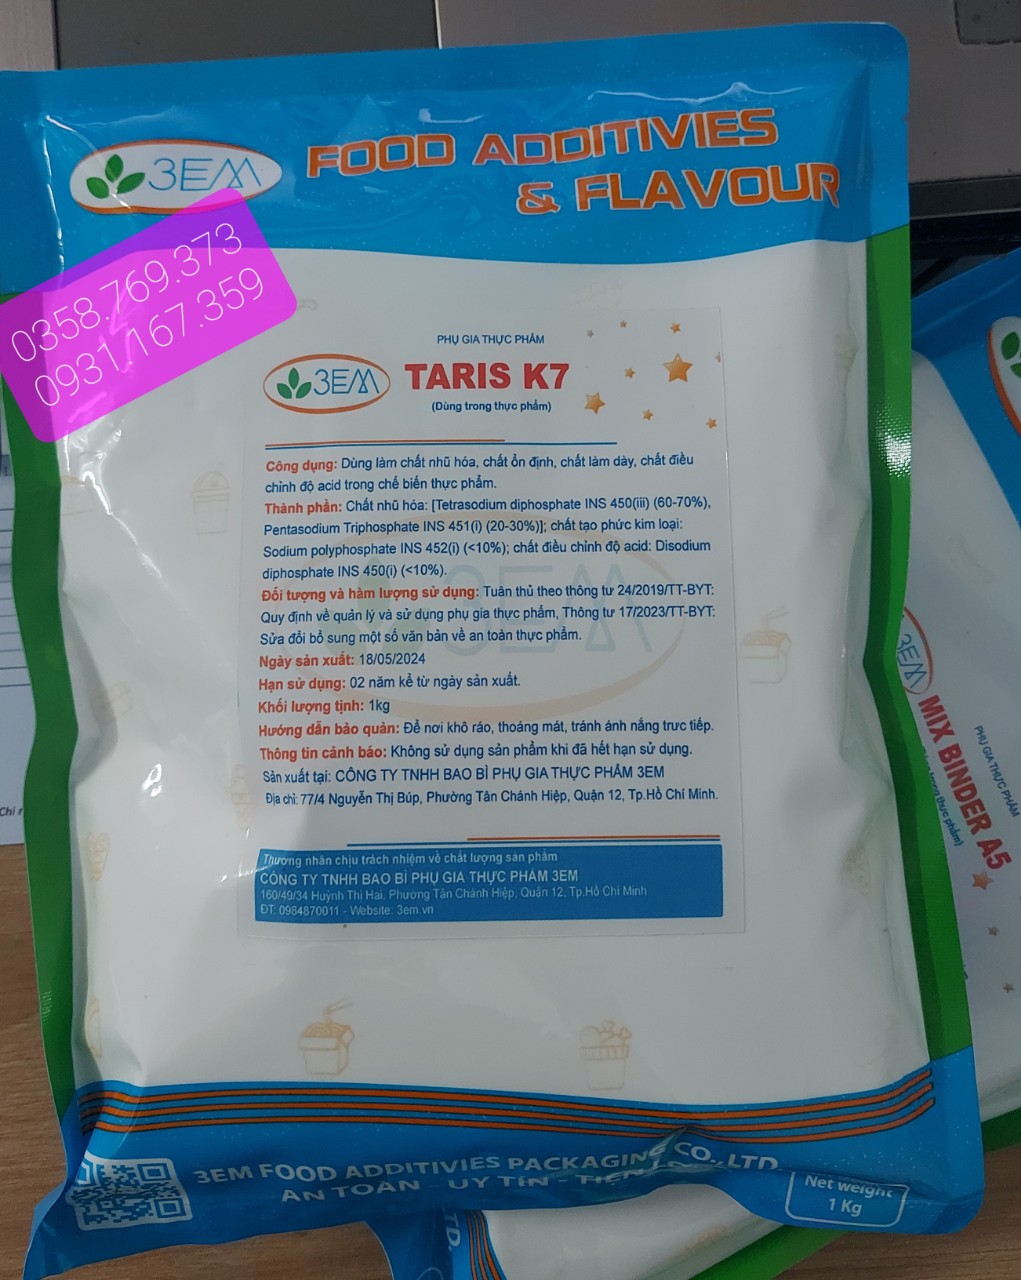 3EM
FOOD ADDITIVIES
& FLAVOUR
0358.769.373
0931.167.359
PHỤ GIA THỰC PHẨM
3EM
TARIS K7
(Dùng trong thực phẩm)
Công dụng: Dùng làm chất nhũ hóa, chất ổn định, chất làm dày, chất điều
chỉnh độ acid trong chế biến thực phẩm.
Thành phần: Chất nhũ hóa: [Tetrasodium diphosphate INS 450(iii) (60-70%),
Pentasodium Triphosphate INS 451(i) (20-30%)]; chất tạo phức kim loại:
Sodium polyphosphate INS 452(i) (<10%); chất điều chỉnh độ acid: Disodium
diphosphate INS 450(i) (<10%).
Đối tượng và hàm lượng sử dụng: Tuân thủ theo thông tư 24/2019/TT-BYT:
Quy định về quản lý và sử dụng phụ gia thực phẩm, Thông tư 17/2023/TT-BYT:
Sửa đổi bổ sung một số văn bản về an toàn thực phẩm.
Ngày sản xuất: 18/05/2024
Hạn sử dụng: 02 năm kể từ ngày sản xuất.
Khối lượng tịnh: 1kg
Hướng dẫn bảo quản: Để nơi khô ráo, thoáng mát, tránh ánh nắng trưc tiếp.
Thông tin cảnh báo: Không sử dụng sản phẩm khi đã hết hạn sử dụng.
Sản xuất tại: CÔNG TY TNHH BAO BÌ PHỤ GIA THỰC PHẨM 3EM
Địa chỉ: 77/4 Nguyễn Thị Búp, Phường Tân Chánh Hiệp, Quận 12, Tp.Hồ Chí Minh.
Thương nhân chịu trách nhiệm về chất lượng sản phẩm
CÔNG TY TNHH BAO BÌ PHỤ GIA THỰC PHẨM 3EM
160/49/34 Huỳnh Thị Hai, Phường Tân Chánh Hiệp, Quận 12, Tp.Hồ Chí Minh
ĐT: 0984870011 - Website: 3em.vn
3EM
3EM FOOD ADDITIVIES PACKAGING CO., LTD
AN TOÀN - UY TÍN -
Net weight
1 Kg
3EM
MIX BINDER A5
PHỤ GIA THỰC PHẨM
thực phẩm)
Chi
LTD.